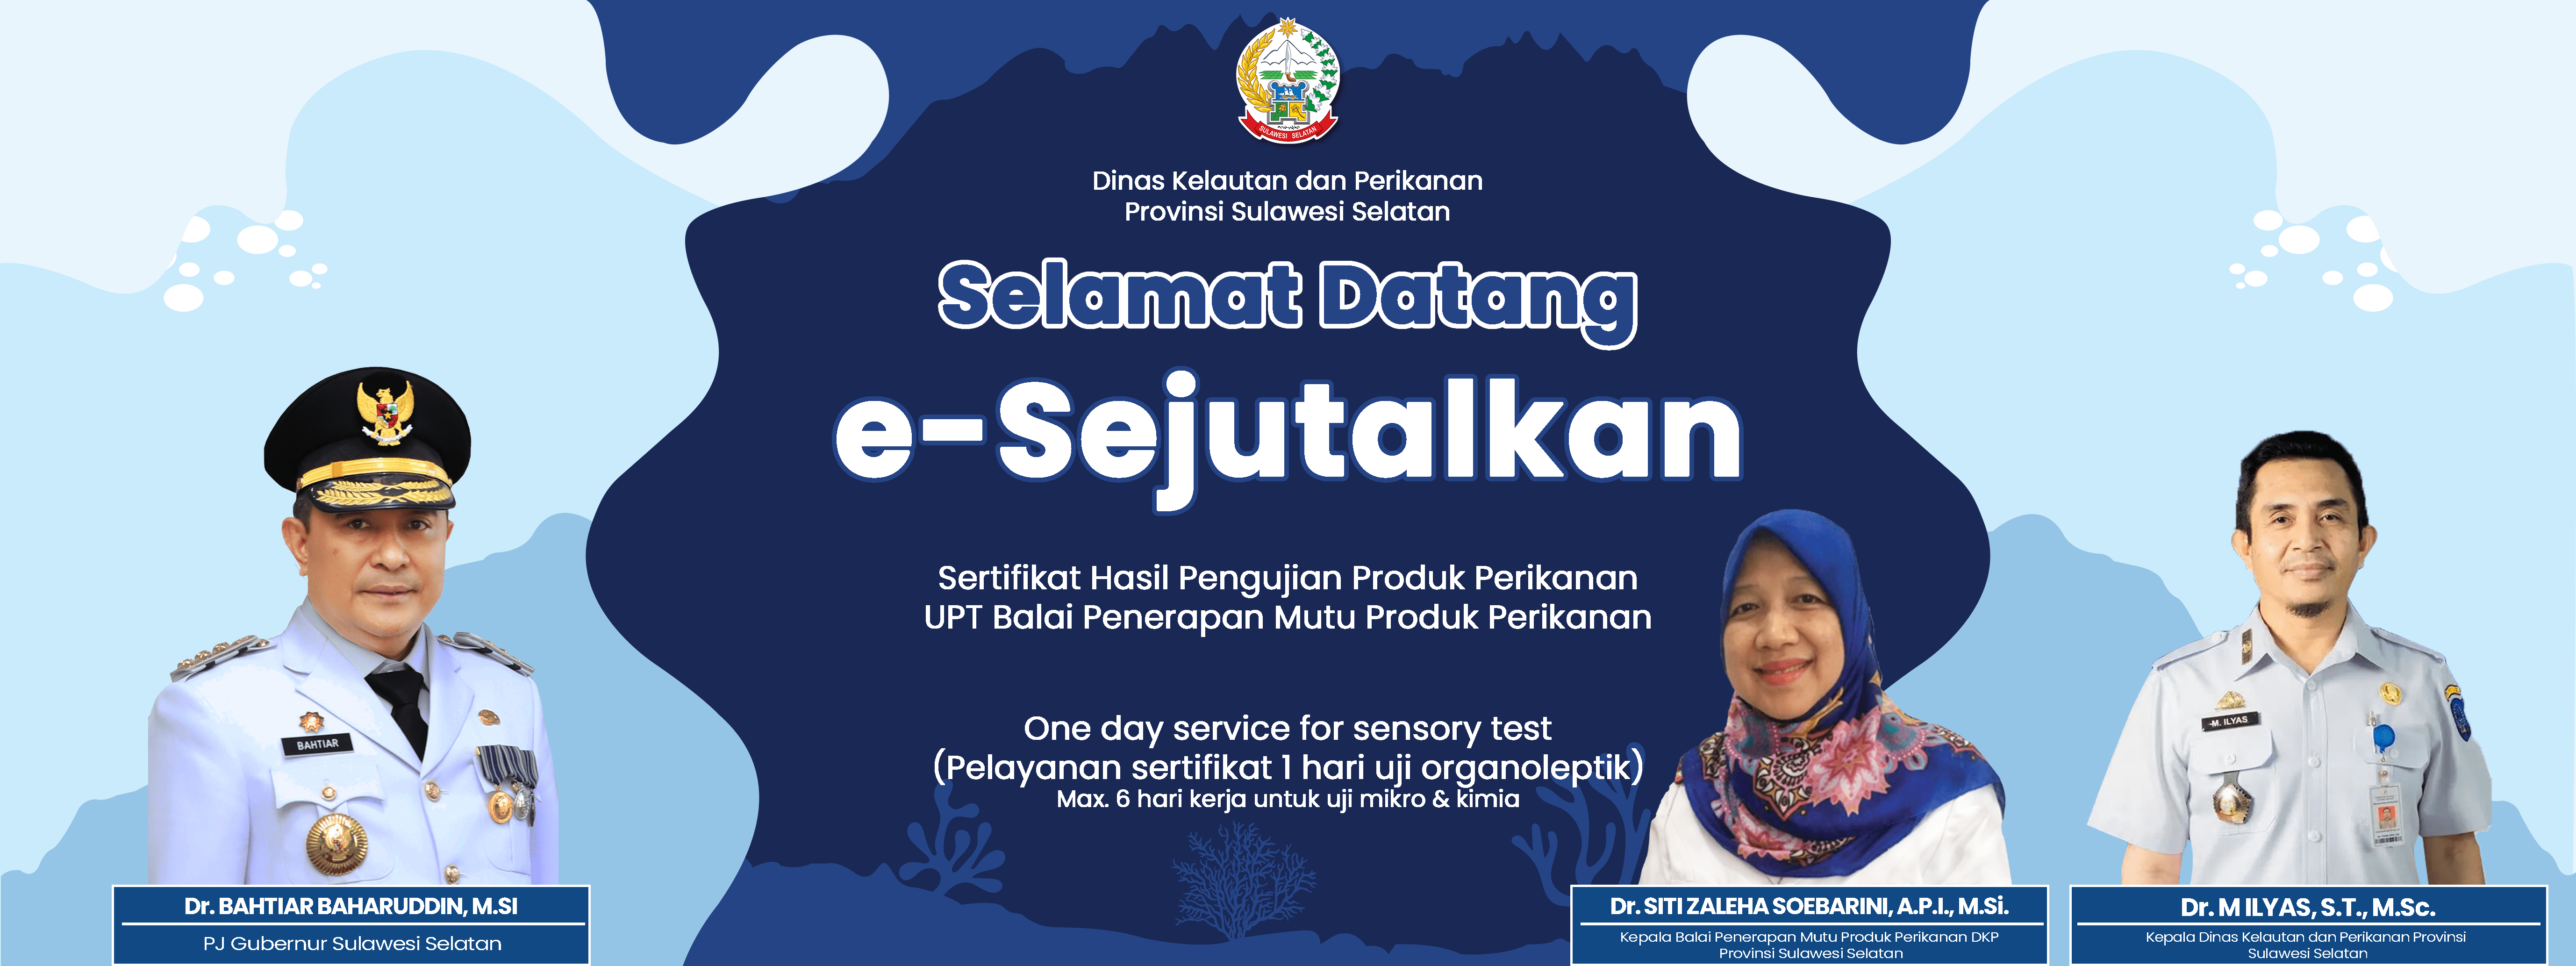 SULAWESI SELATAN
Dinas Kelautan dan Perikanan
Provinsi Sulawesi Selatan
Selamat Datang
e-Sejutalkan
Sertifikat Hasil Pengujian Produk Perikanan
UPT Balai Penerapan Mutu Produk Perikanan
One day service for sensory test
(Pelayanan sertifikat 1 hari uji organoleptik)
Max. 6 hari kerja untuk uji mikro & kimia
BAHTIAR
M. ILYAS
Dr. BAHTIAR BAHARUDDIN, M.SI
PJ Gubernur Sulawesi Selatan
Dr. SITI ZALEHA SOEBARINI, A.P.I., M.Si.
Kepala Balai Penerapan Mutu Produk Perikanan DKP
Provinsi Sulawesi Selatan
Dr. M ILYAS, S.T., M.Sc.
Kepala Dinas Kelautan dan Perikanan Provinsi
Sulawesi Selatan